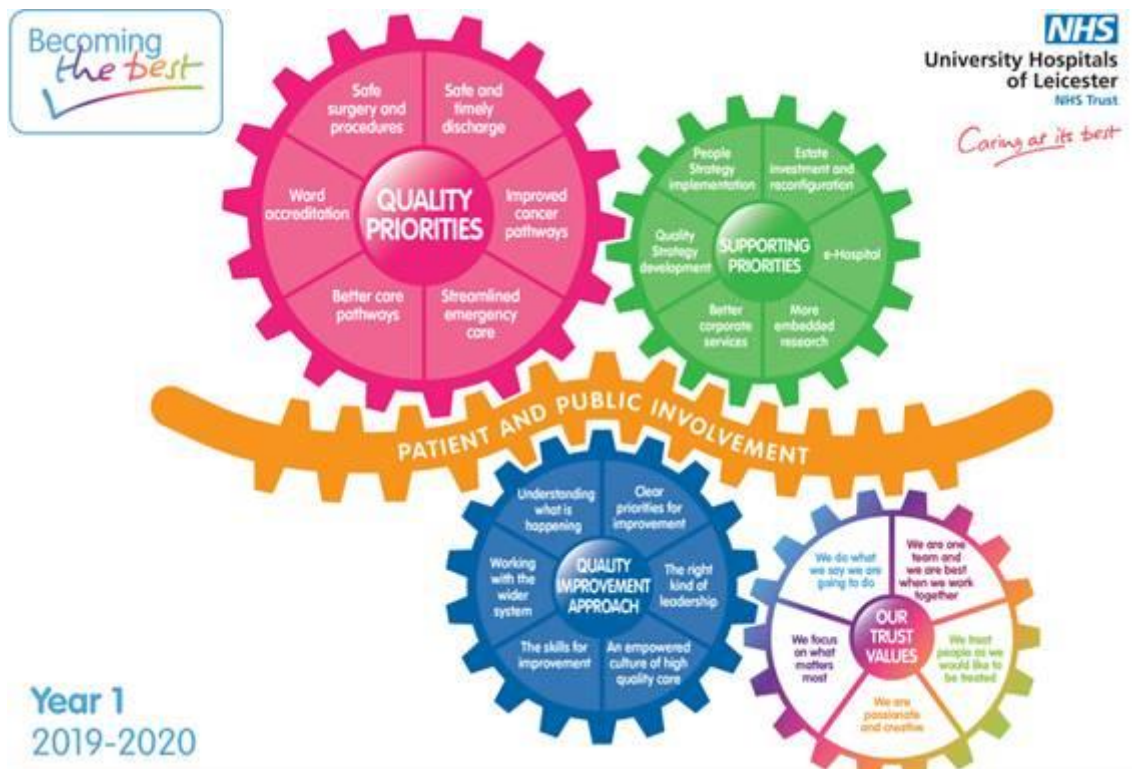 Becoming
the best
NHS
University Hospitals
of Leicester
NHS Trust
Caring at its best
QUALITY
PRIORITIES
Safe
surgery and
procedures
Safe and
timely
discharge
Improved
cancer
pathways
Streamlined
emergency
care
Better care
pathways
Ward
accreditation
SUPPORTING
PRIORITIES
People
Strategy
implementation
Estate
investment and
reconfiguration
e-Hospital
More
embedded
research
Better
corporate
services
Quality
Strategy
development
PATIENT AND PUBLIC INVOLVEMENT
QUALITY
IMPROVEMENT
APPROACH
Understanding
what is
happening
Clear
priorities for
improvement
The right
kind of
leadership
An empowered
culture of high
quality care
The skills for
improvement
Working
with the
wider
system
OUR
TRUST
VALUES
We do what
we say we are
going to do
We are one
team and
we are best
when we work
together
We treat
people as we
would like to
be treated
We are
passionate
and creative
We focus
on what
matters
most
Year 1
2019-2020